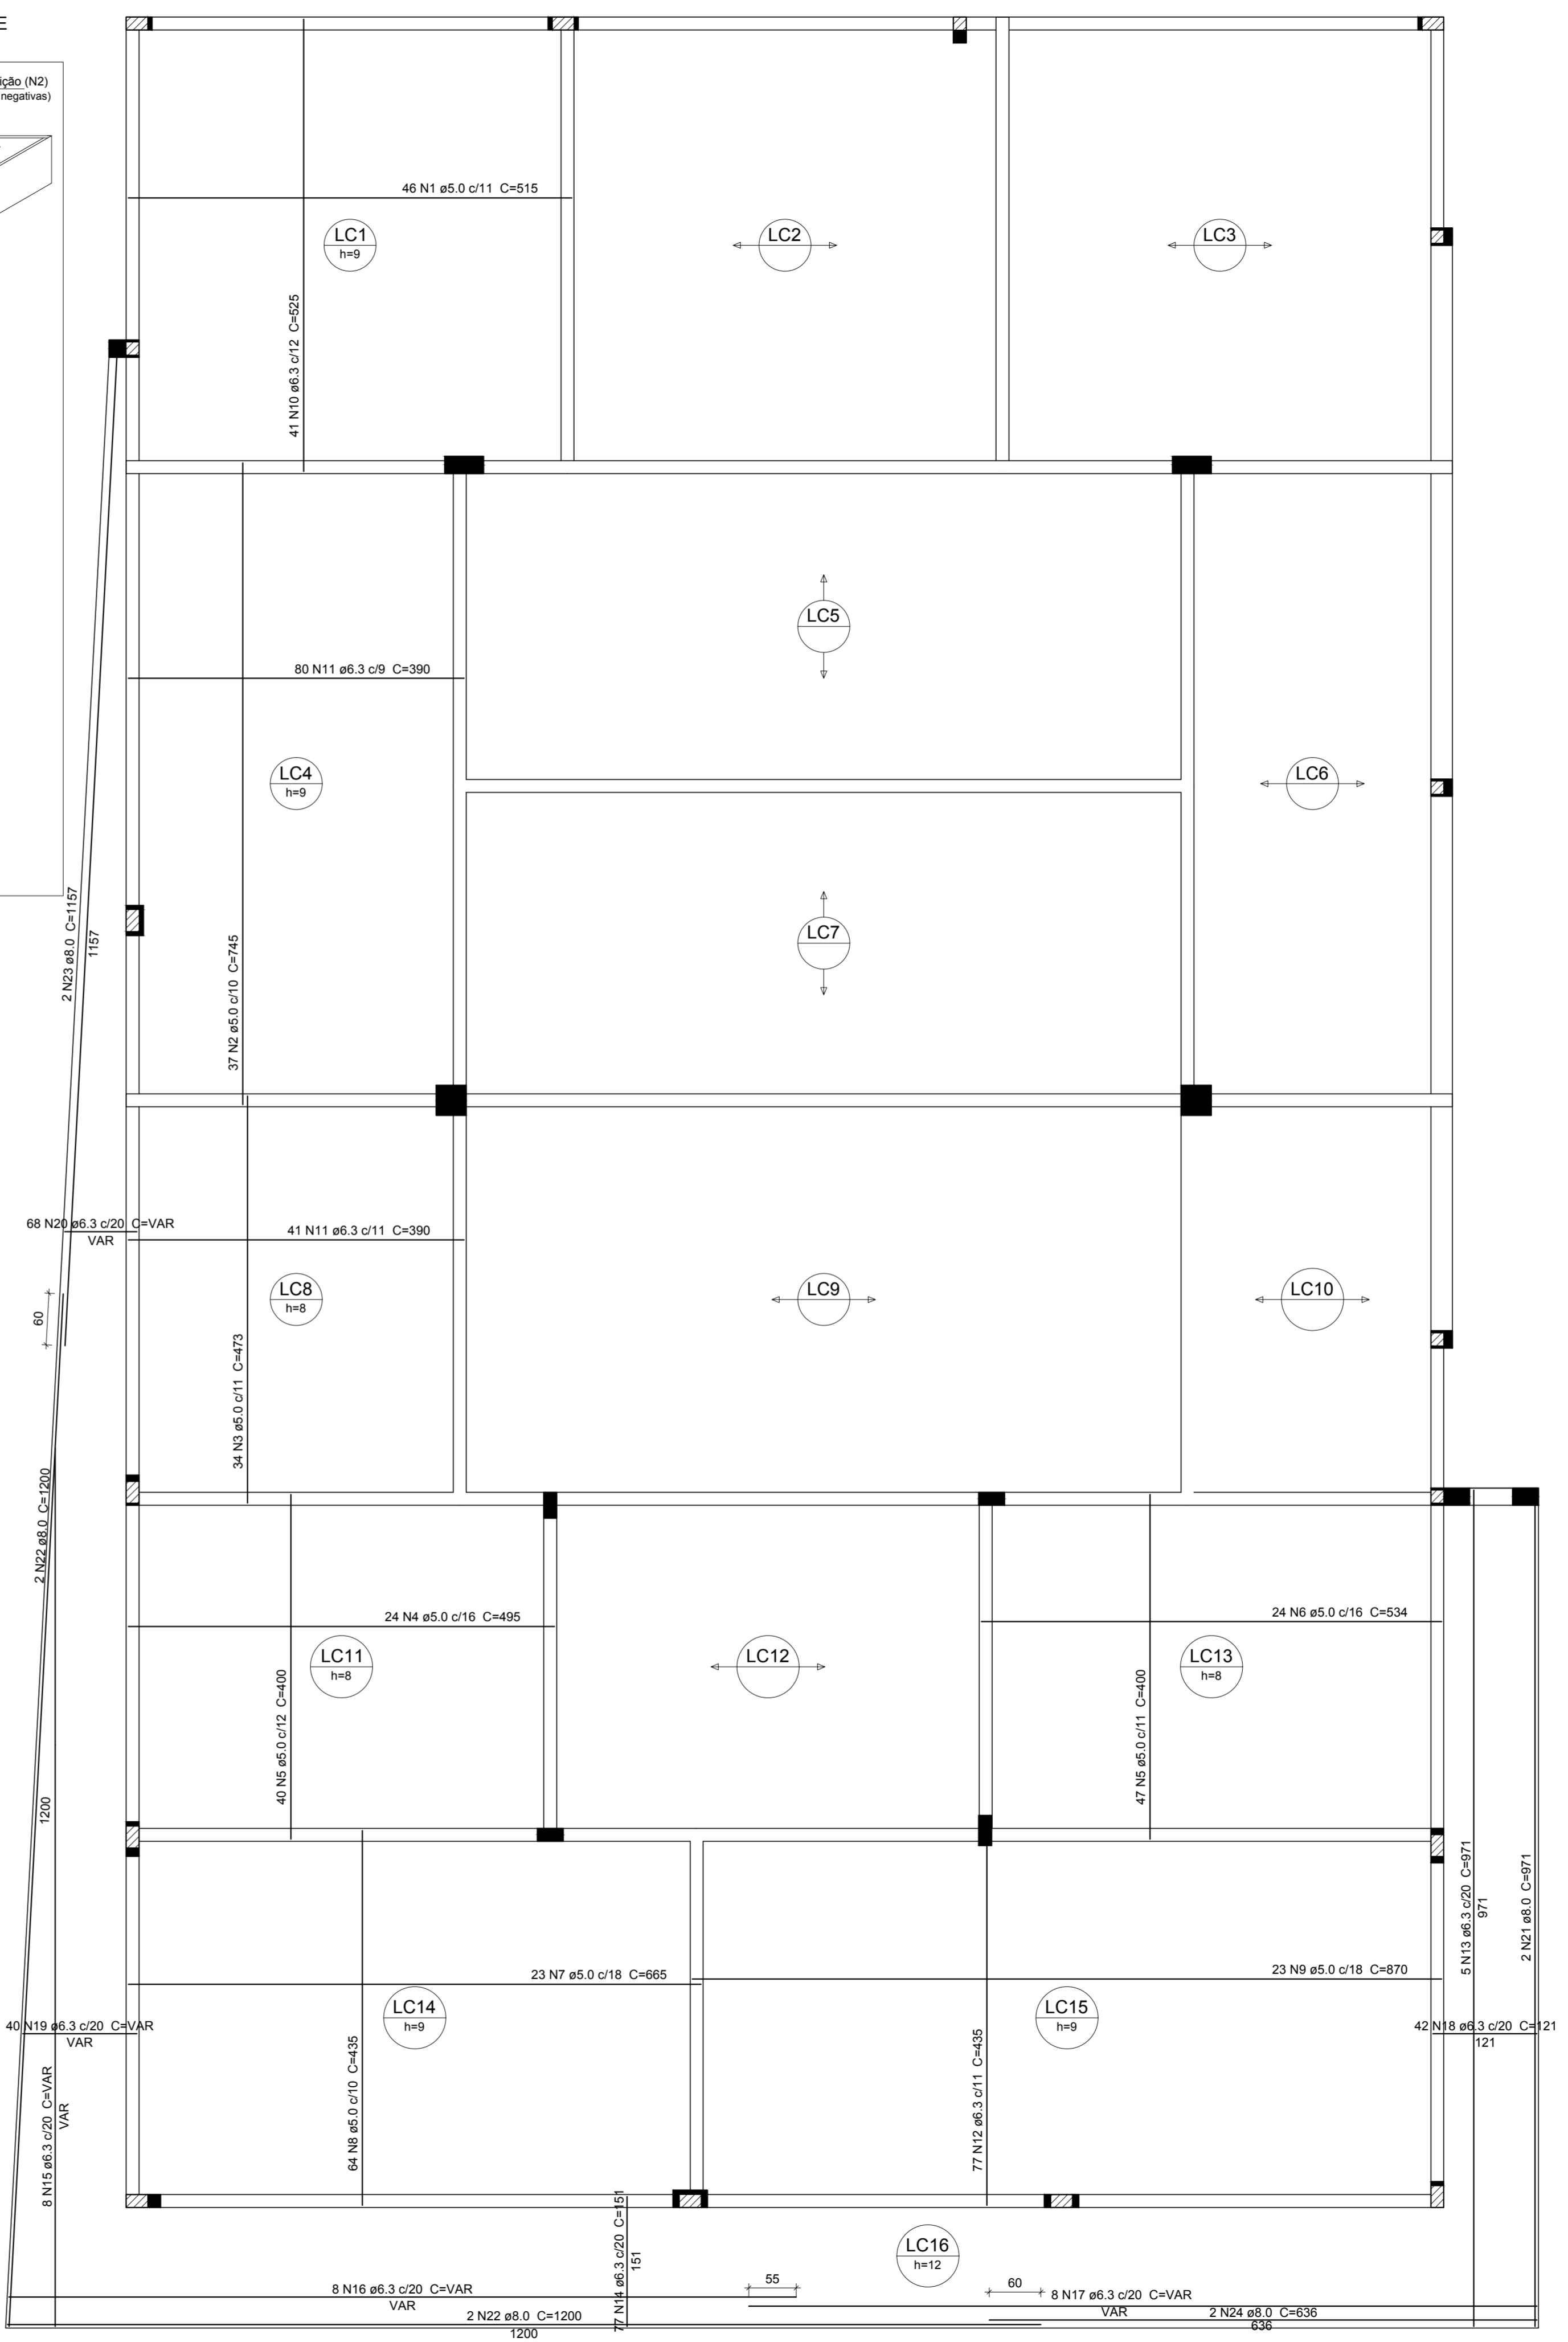 E
ição (N2)
negativas)
46 N1 ø5.0 c/11 C=515
LC1
h=9
LC2
LC3
41 N10 ø6.3 c/12 C=525
LC5
80 N11 ø6.3 c/9 C=390
LC4
h=9
LC6
2 N23 ø8.0 C=1157
1157
LC7
37 N2 ø5.0 c/10 C=745
68 N20 ø6.3 c/20 C=VAR
VAR
41 N11 ø6.3 c/11 C=390
LC8
h=8
LC9
LC10
60
34 N3 ø5.0 c/11 C=473
2 N22 ø8.0 C=1200
1200
24 N4 ø5.0 c/16 C=495
24 N6 ø5.0 c/16 C=534
LC11
h=8
LC12
LC13
h=8
40 N5 ø5.0 c/12 C=400
47 N5 ø5.0 c/11 C=400
5 N13 ø6.3 c/20 C=971
971
2 N21 ø8.0 C=971
23 N7 ø5.0 c/18 C=665
23 N9 ø5.0 c/18 C=870
LC14
h=9
LC15
h=9
40 N19 ø6.3 c/20 C=VAR
VAR
42 N18 ø6.3 c/20 C=121
121
8 N15 ø6.3 c/20 C=VAR
VAR
64 N8 ø5.0 c/10 C=435
77 N12 ø6.3 c/11 C=435
77 N14 ø6.3 c/20 C=151
151
LC16
h=12
55
60
8 N16 ø6.3 c/20 C=VAR
VAR
8 N17 ø6.3 c/20 C=VAR
VAR
2 N22 ø8.0 C=1200
1200
2 N24 ø8.0 C=636
636